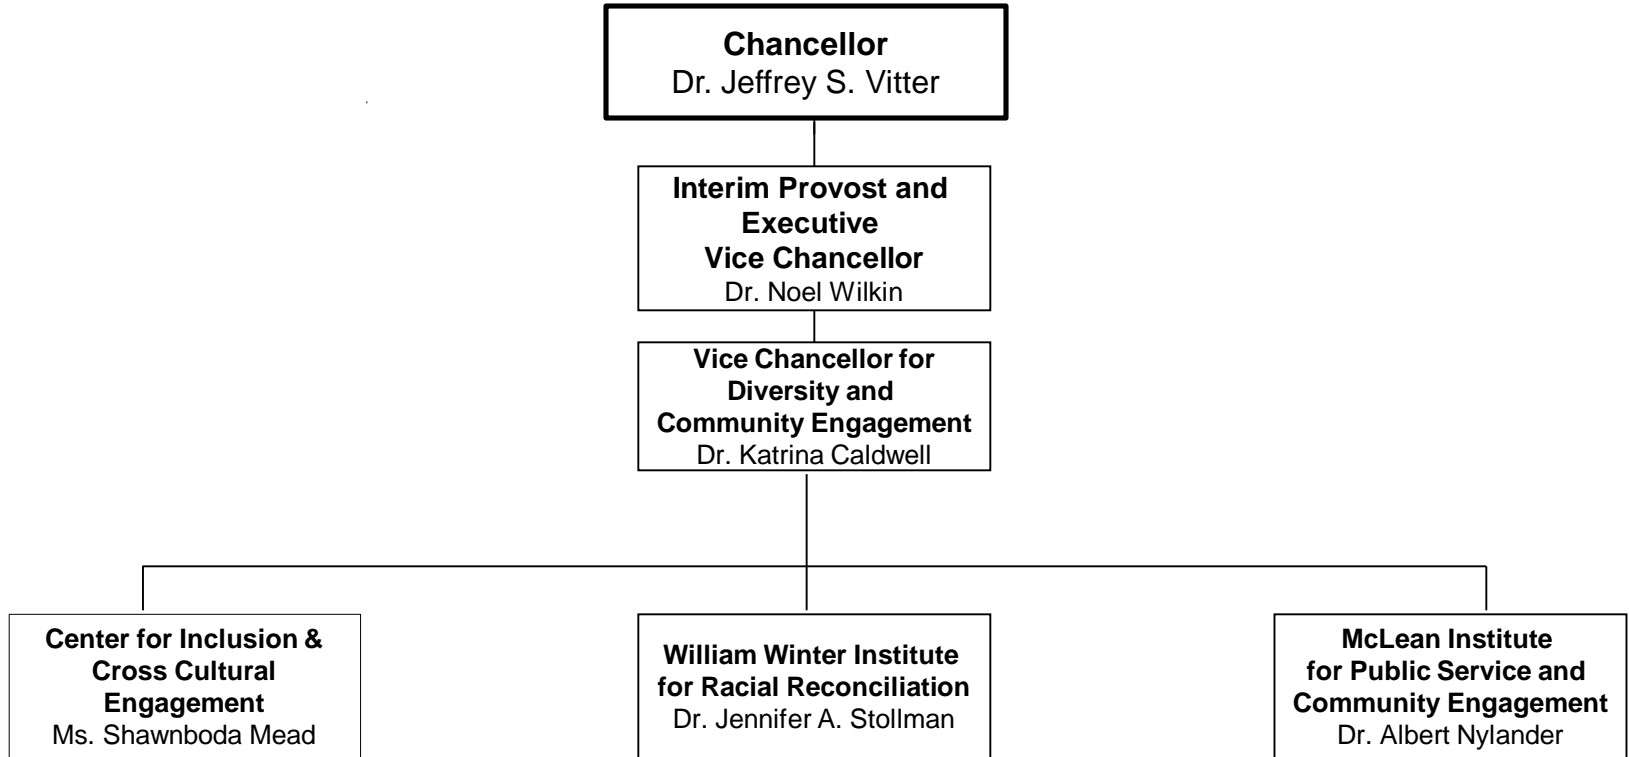 Chancellor
Dr. Jeffrey S. Vitter
Interim Provost and
Executive
Vice Chancellor
Dr. Noel Wilkin
Vice Chancellor for
Diversity and
Community Engagement
Dr. Katrina Caldwell
Center for Inclusion &
Cross Cultural
Engagement
Ms. Shawnboda Mead
William Winter Institute
for Racial Reconciliation
Dr. Jennifer A. Stollman
McLean Institute
for Public Service and
Community Engagement
Dr. Albert Nylander